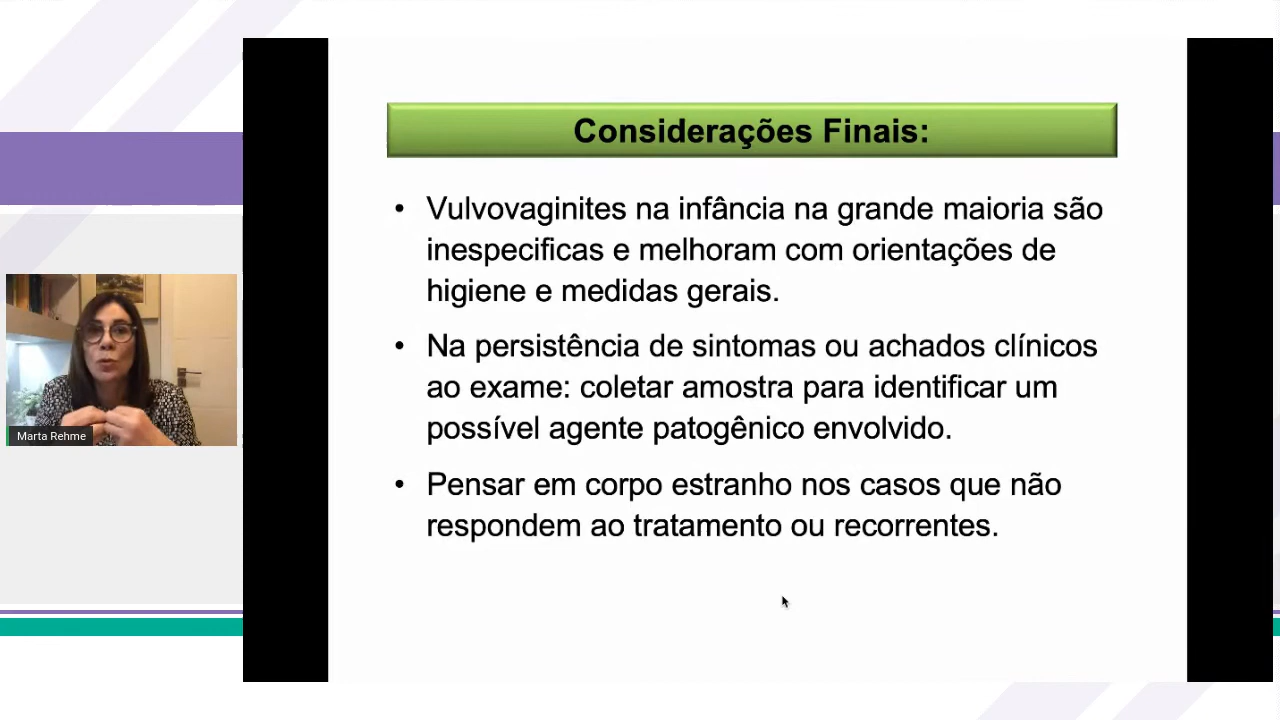 Considerações Finais:
• Vulvovaginites na infância na grande maioria são
inespecificas e melhoram com orientações de
higiene e medidas gerais.
• Na persistência de sintomas ou achados clínicos
ao exame: coletar amostra para identificar um
possível agente patogênico envolvido.
• Pensar em corpo estranho nos casos que não
respondem ao tratamento ou recorrentes.
Marta Rehme